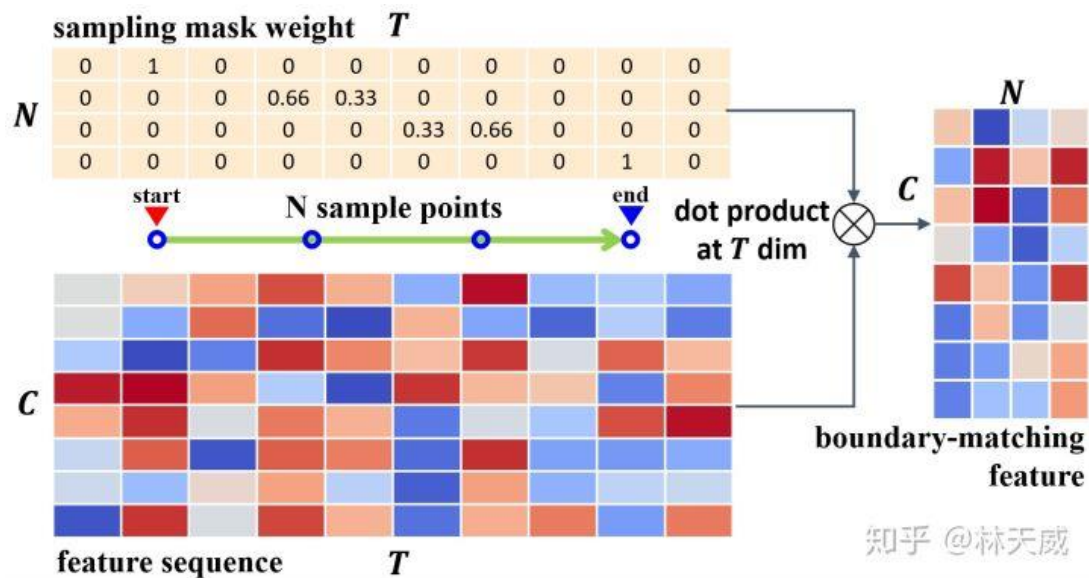 sampling mask weight T
0 1 0 0 0 0 0 0 0 0
N
0 0 0 0.66 0.33 0 0 0 0 0
0 0 0 0 0 0.33 0.66 0 0 0
0 0 0 0 0 0 0 0 1 0
start
N sample points
end
dot product
at T dim
N
C
C
boundary-matching
feature
feature sequence T
知乎 @林天威